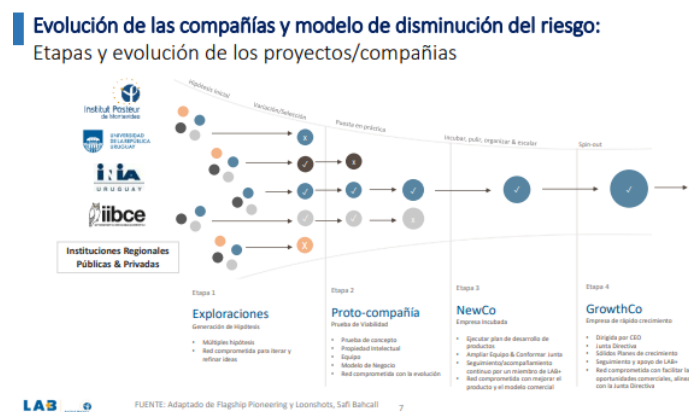 Evolución de las compañías y modelo de disminución del riesgo:
Etapas y evolución de los proyectos/compañias
Hipótesis inicial
Variación/Selección
Puesta en práctica
Incubar, pulir, organizar & escalar
Spin-out
Institut Pasteur
de Montevideo
UNIVERSIDAD
DE LA REPÚBLICA
URUGUAY
iNiA
URUGUAY
iibce
Instituciones Regionales
Públicas & Privadas
Etapa 1
Exploraciones
Generación de Hipótesis
• Múltiples hipótesis
• Red comprometida para iterar y
refinar ideas
Etapa 2
Proto-compañía
Prueba de Viabilidad
• Prueba de concepto
• Propiedad Intelectual
• Equipo
• Modelo de Negocio
• Red comprometida con la evolución
Etapa 3
NewCo
Empresa Incubada
• Ejecutar plan de desarrollo de
productos
• Ampliar Equipo & Conformar Junta
• Seguimiento/acompañamiento
continuo por un miembro de LAB+
• Red comprometida con mejorar el
producto y el modelo comercial
Etapa 4
GrowthCo
Empresa de rápido crecimiento
• Dirigida por CEO
• Junta Directiva
• Sólidos Planes de crecimiento
• Seguimiento y apoyo de LAB+
• Red comprometida con facilitar la
oportunidades comerciales, alinea
con la Junta Directiva
LAB
FUENTE: Adaptado de Flagship Pioneering y Loonshots, Safi Bahcall
7